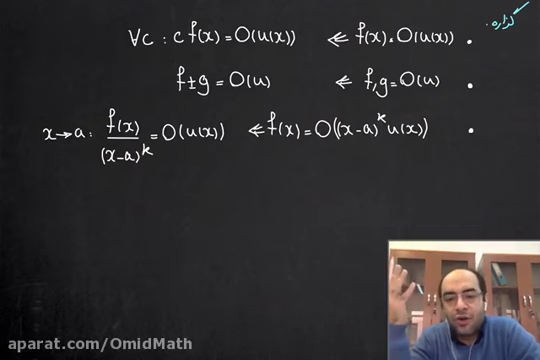 گزاره.
• f(x)=O(u(x)) ⇐ ∀c: c f(x)=O(u(x))
• f,g=O(u) ⇐ f±g=O(u)
• f(x)=O((x-a)^k u(x)) ⇐ x→a: f(x)/(x-a)^k = O(u(x))
aparat.com/OmidMath